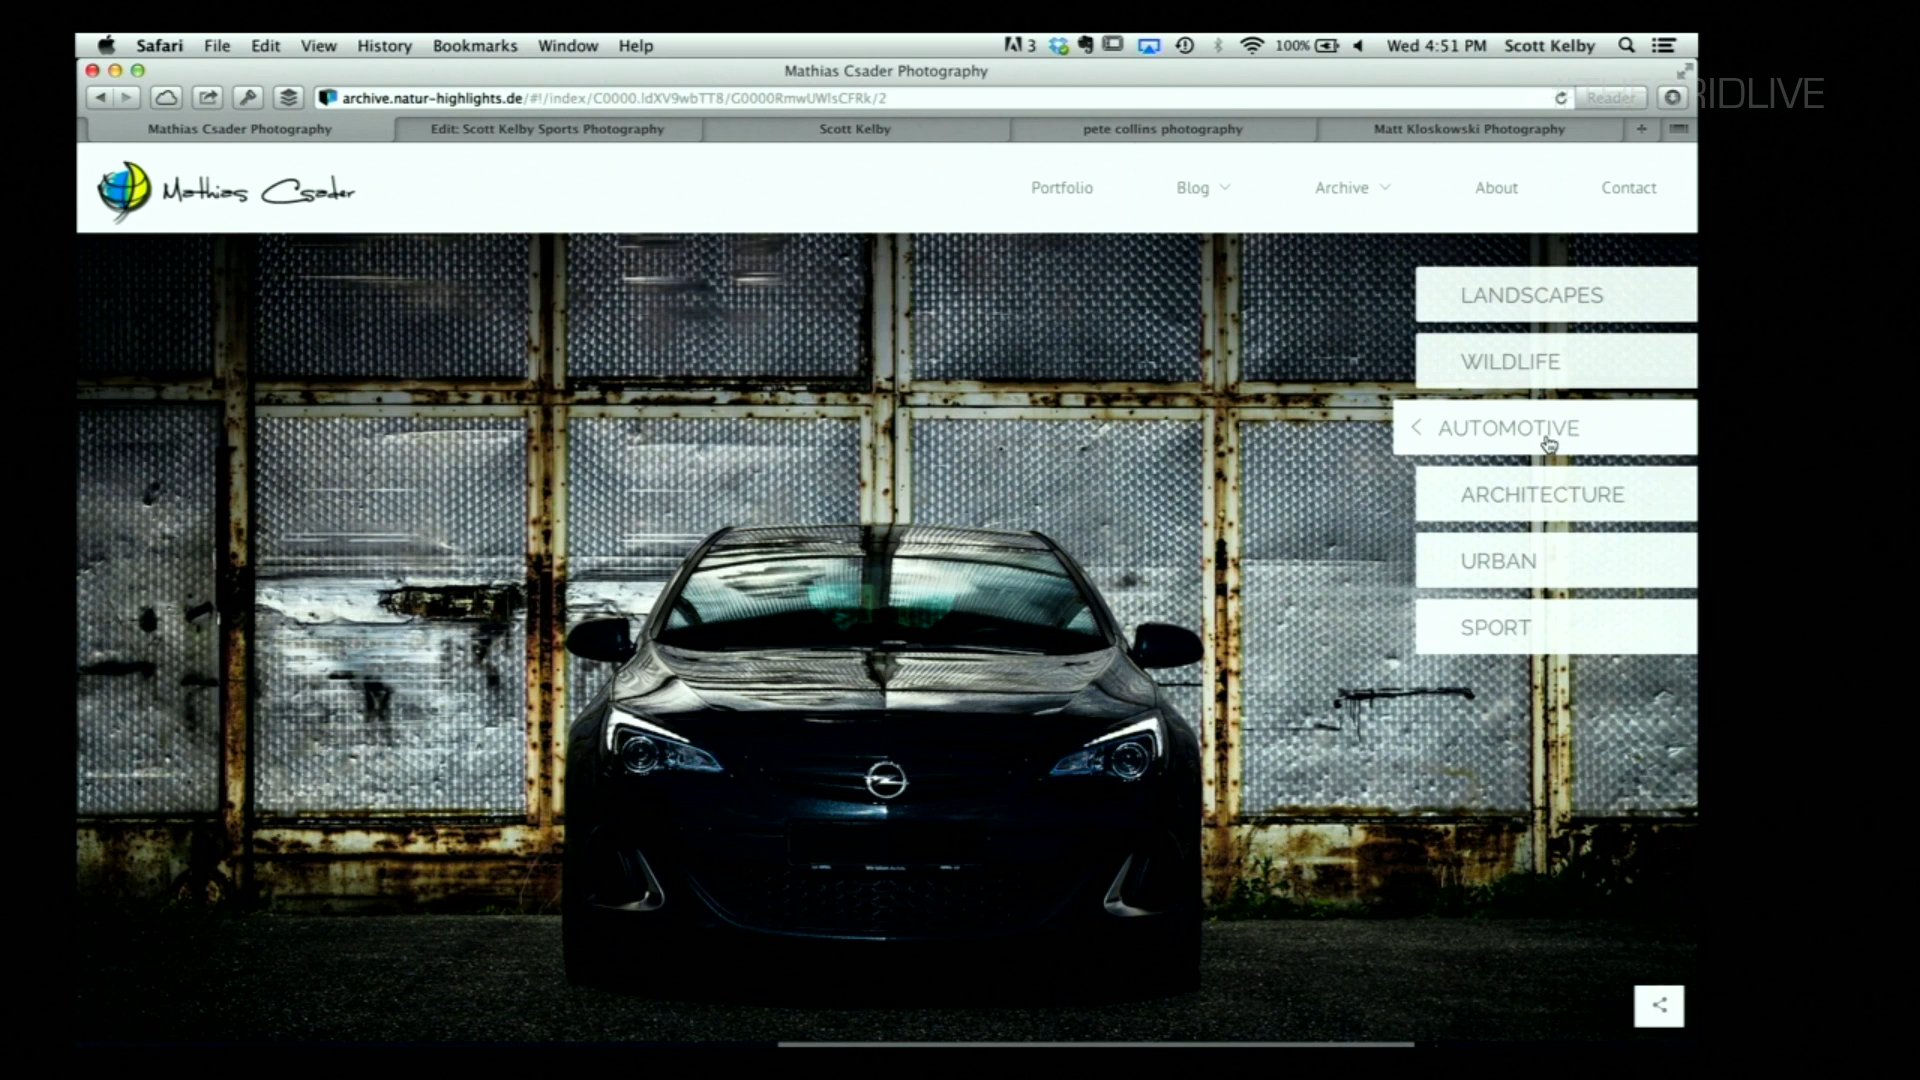 Safari File Edit View History Bookmarks Window Help 3 100% Wed 4:51 PM Scott Kelby
Mathias Csader Photography
archive.natur-highlights.de/#!/index/C0000.ldXV9wbTT8/G0000RmwUWlsCFRk/2 Reader
RIDLIVE
Mathias Csader Photography Edit: Scott Kelby Sports Photography Scott Kelby pete collins photography Matt Kloskowski Photography
Mathias Csader Portfolio Blog Archive About Contact
LANDSCAPES
WILDLIFE
AUTOMOTIVE
ARCHITECTURE
URBAN
SPORT